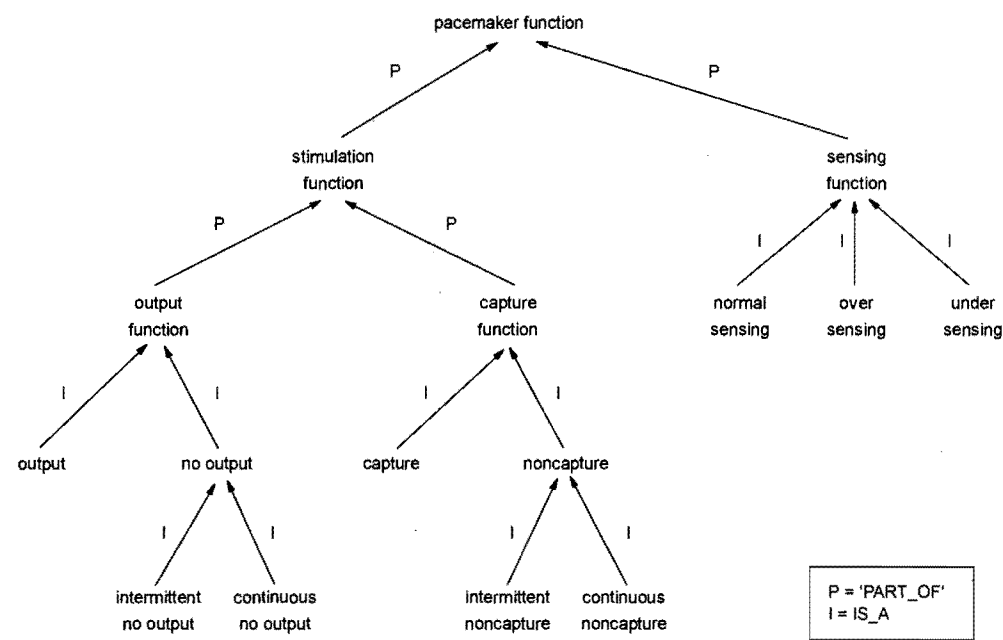 pacemaker function
P
P
stimulation
function
sensing
function
P
P
I
I
I
output
function
capture
function
normal
sensing
over
sensing
under
sensing
I
I
I
I
output
no output
capture
noncapture
I
I
I
I
intermittent
no output
continuous
no output
intermittent
noncapture
continuous
noncapture
P = 'PART_OF'
I = IS_A